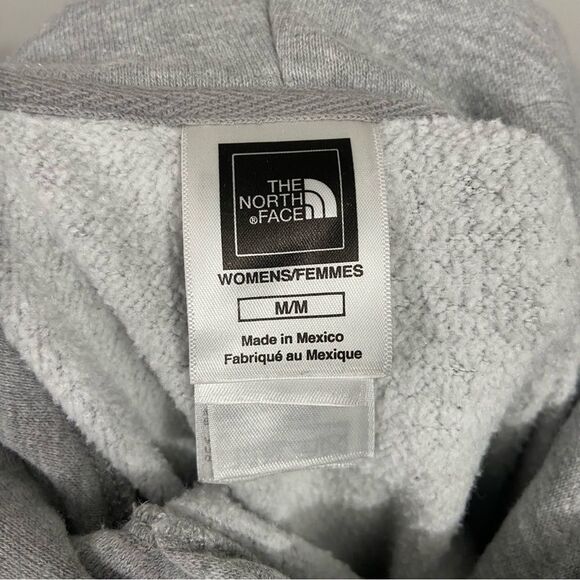 THE
NORTH
®FACE
WOMENS/FEMMES
M/M
Made in Mexico
Fabriqué au Mexique